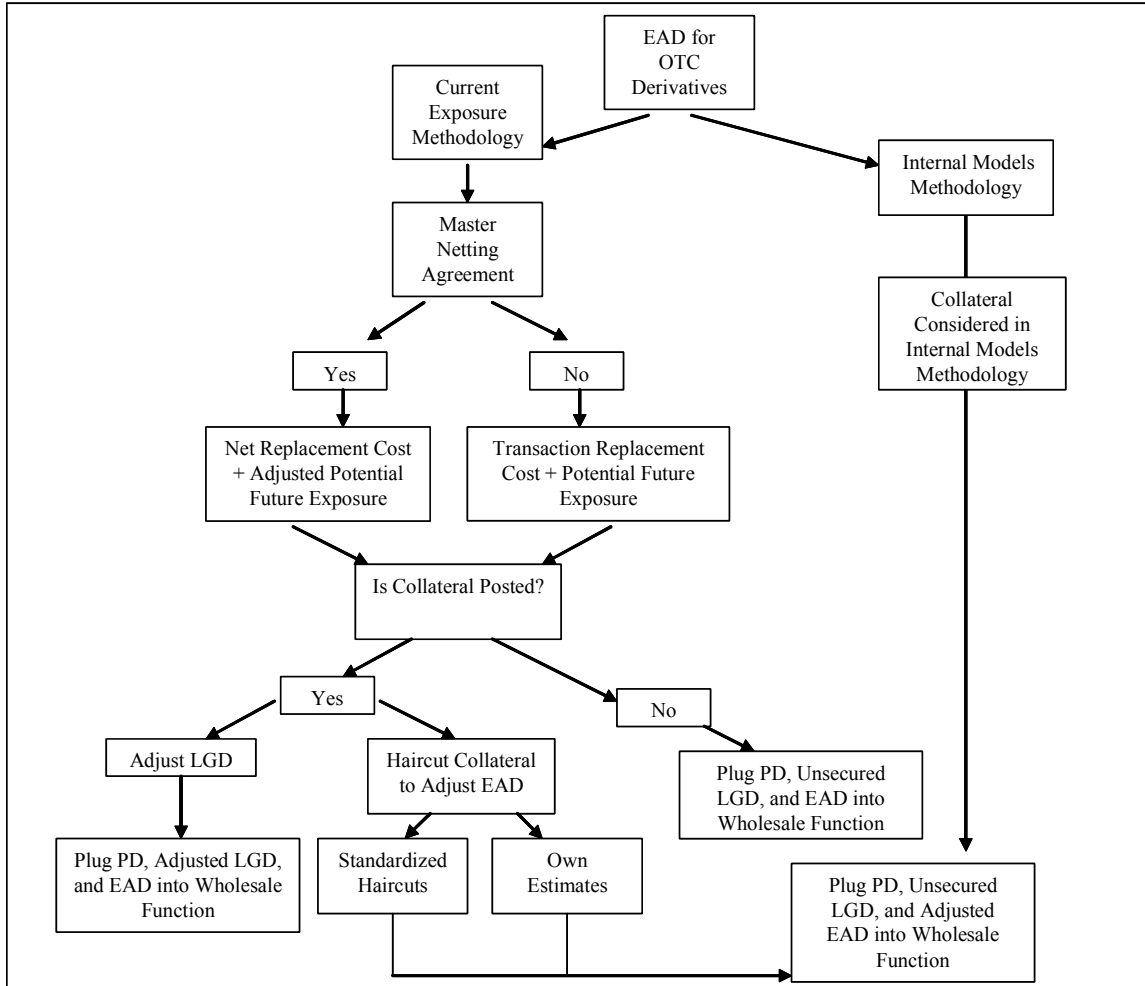 EAD for
OTC
Derivatives
Current
Exposure
Methodology
Internal Models
Methodology
Master
Netting
Agreement
Collateral
Considered in
Internal Models
Methodology
Yes
No
Net Replacement Cost
+ Adjusted Potential
Future Exposure
Transaction Replacement
Cost + Potential Future
Exposure
Is Collateral Posted?
Yes
No
Adjust LGD
Haircut Collateral
to Adjust EAD
Plug PD, Unsecured
LGD, and EAD into
Wholesale Function
Plug PD, Adjusted LGD,
and EAD into Wholesale
Function
Standardized
Haircuts
Own
Estimates
Plug PD, Unsecured
LGD, and Adjusted
EAD into Wholesale
Function